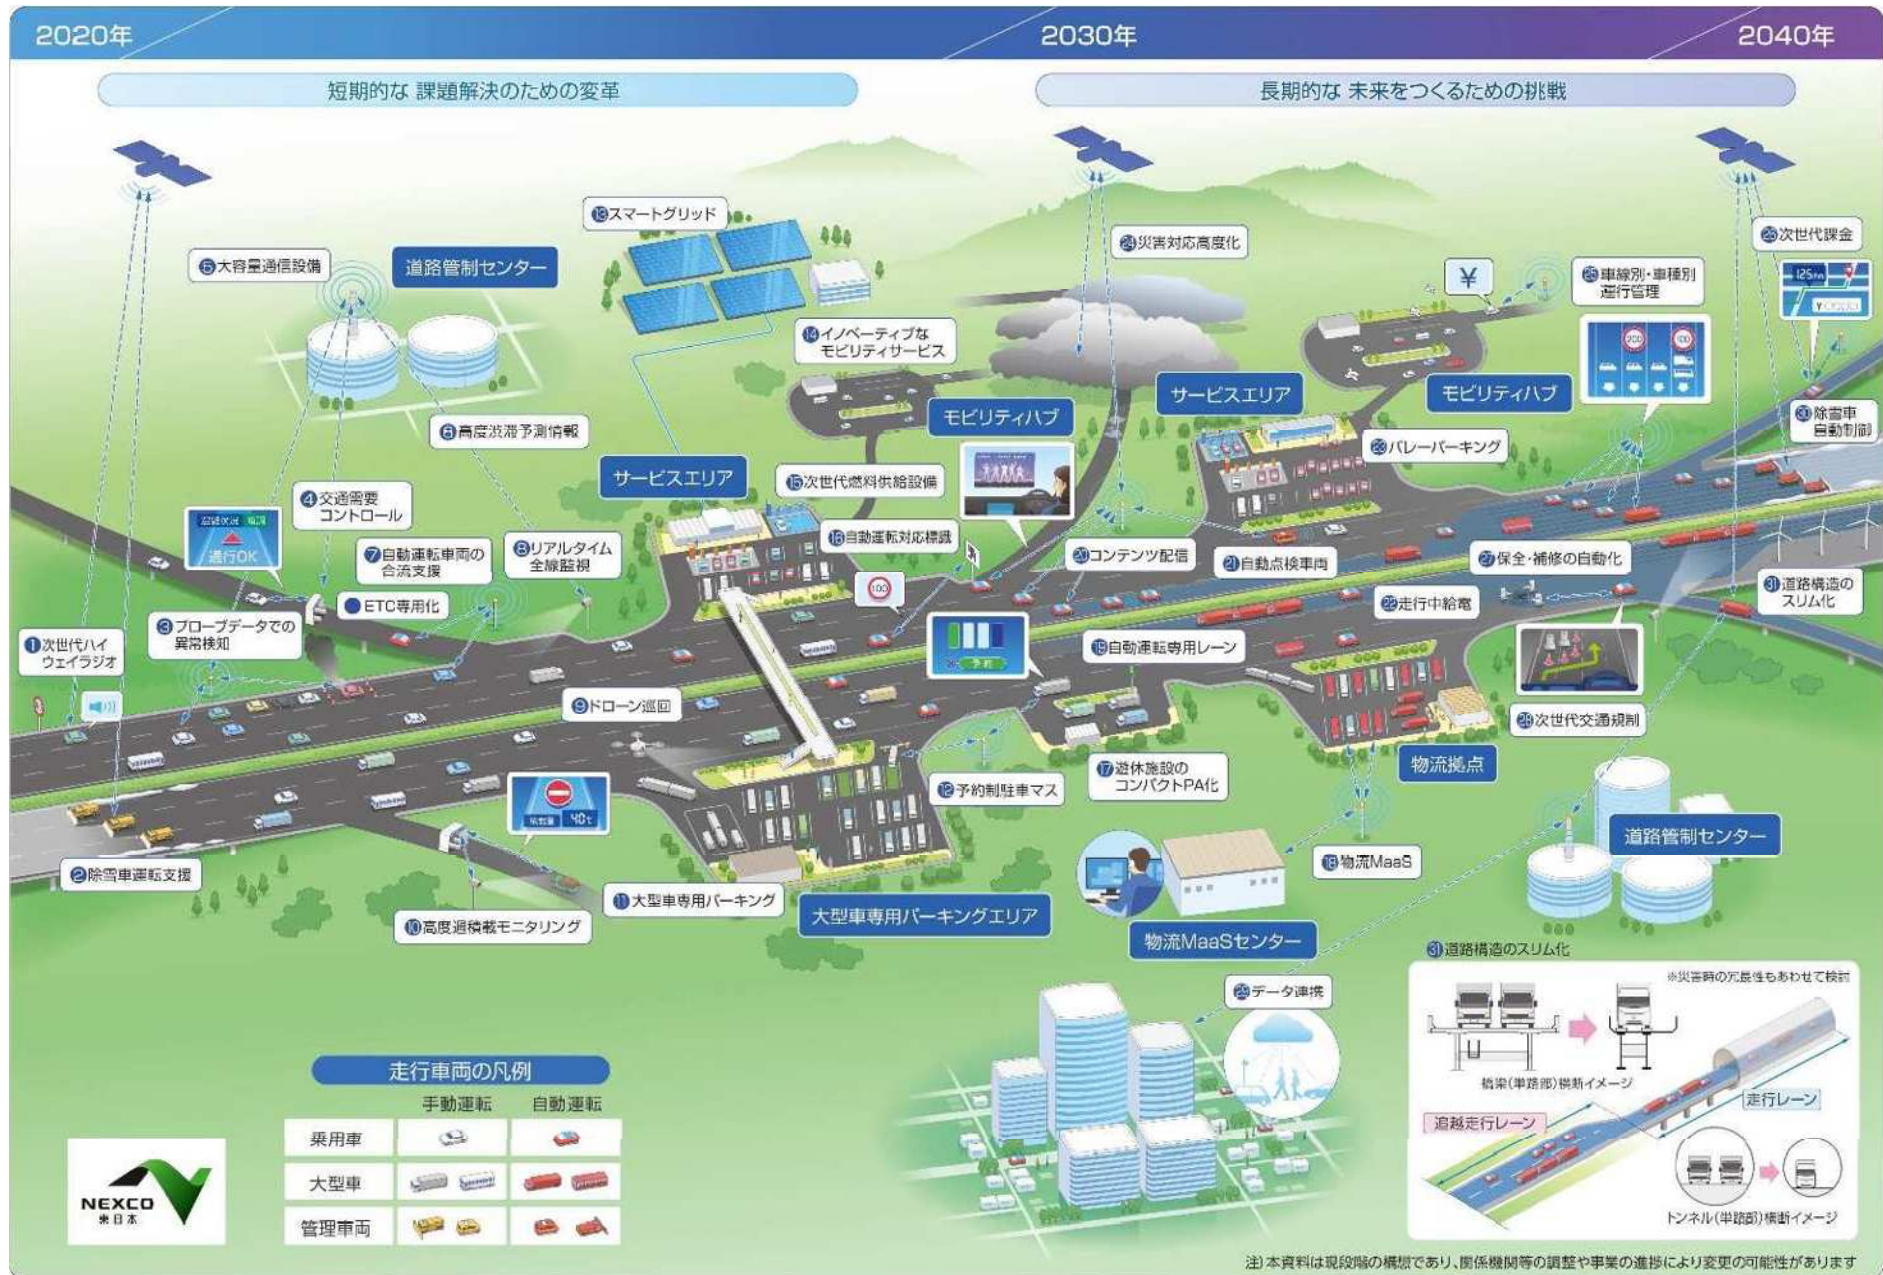 2020年
2030年
2040年
短期的な 課題解決のための変革
長期的な 未来をつくるための挑戦
⑬スマートグリッド
㉔災害対応高度化
㉖次世代課金
⑤大容量通信設備
道路管制センター
¥
㉕車線別・車種別
運行管理
125
⑭イノベーティブな
モビリティサービス
200
100
サービスエリア
モビリティハブ
モビリティハブ
㉚除雪車
自動制御
⑥高度渋滞予測情報
㉓バレーパーキング
サービスエリア
⑮次世代燃料供給設備
④交通需要
コントロール
通行OK
⑦自動運転車両の
合流支援
⑧リアルタイム
全線監視
⑯自動運転対応標識
⑳コンテンツ配信
㉑自動点検車両
㉗保全・補修の自動化
㉛道路構造の
スリム化
100
●ETC専用化
㉒走行中給電
①次世代ハイ
ウェイラジオ
③プローブデータでの
異常検知
予約
⑲自動運転専用レーン
⑨ドローン巡回
㉘次世代交通規制
物流拠点
⑰遊休施設の
コンパクトPA化
⑫予約制駐車マス
40t
道路管制センター
②除雪車運転支援
⑱物流MaaS
⑪大型車専用パーキング
大型車専用パーキングエリア
⑩高度過積載モニタリング
物流MaaSセンター
㉛道路構造のスリム化
※災害時の冗長性もあわせて検討
㉙データ連携
橋梁(単路部)横断イメージ
走行レーン
追越走行レーン
トンネル(単路部)横断イメージ
走行車両の凡例
手動運転 自動運転
乗用車
大型車
管理車両
NEXCO
東日本
注)本資料は現段階の構想であり、関係機関等の調整や事業の進捗により変更の可能性があります